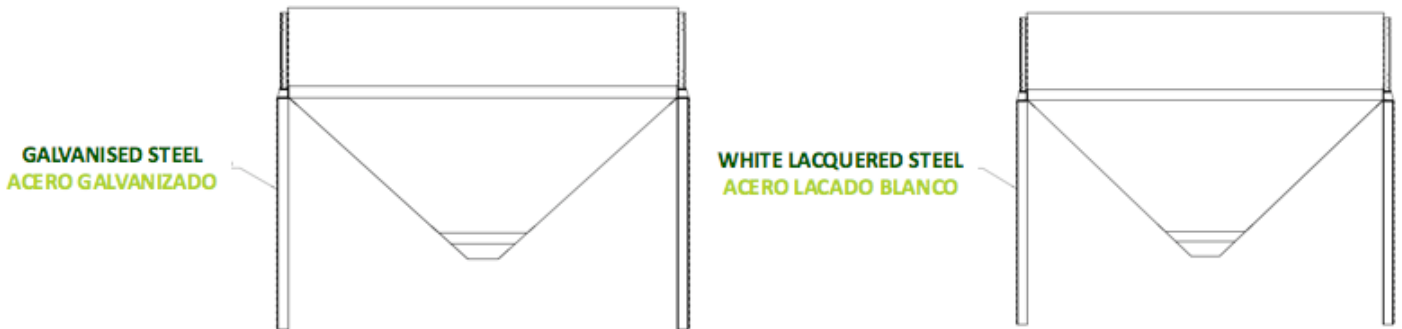 GALVANISED STEEL
ACERO GALVANIZADO
WHITE LACQUERED STEEL
ACERO LACADO BLANCO